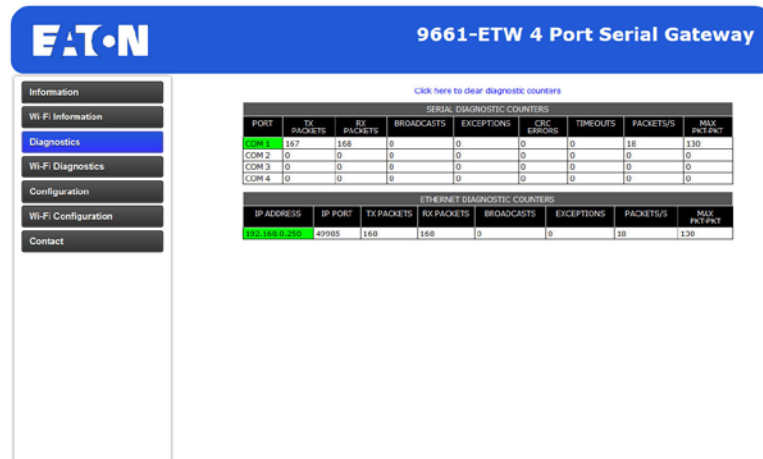 EATON
9661-ETW 4 Port Serial Gateway
Information
Wi-Fi Information
Diagnostics
Wi-Fi Diagnostics
Configuration
Wi-Fi Configuration
Contact
Click here to clear diagnostic counters
SERIAL DIAGNOSTIC COUNTERS
PORT TX PACKETS RX PACKETS BROADCASTS EXCEPTIONS CRC ERRORS TIMEOUTS PACKETS/S MAX PKT-PKT
COM 1 167 168 0 0 0 0 18 130
COM 2 0 0 0 0 0 0 0 0
COM 3 0 0 0 0 0 0 0 0
COM 4 0 0 0 0 0 0 0 0
ETHERNET DIAGNOSTIC COUNTERS
IP ADDRESS IP PORT TX PACKETS RX PACKETS BROADCASTS EXCEPTIONS PACKETS/S MAX PKT-PKT
192.168.0.250 49985 168 168 0 0 18 130